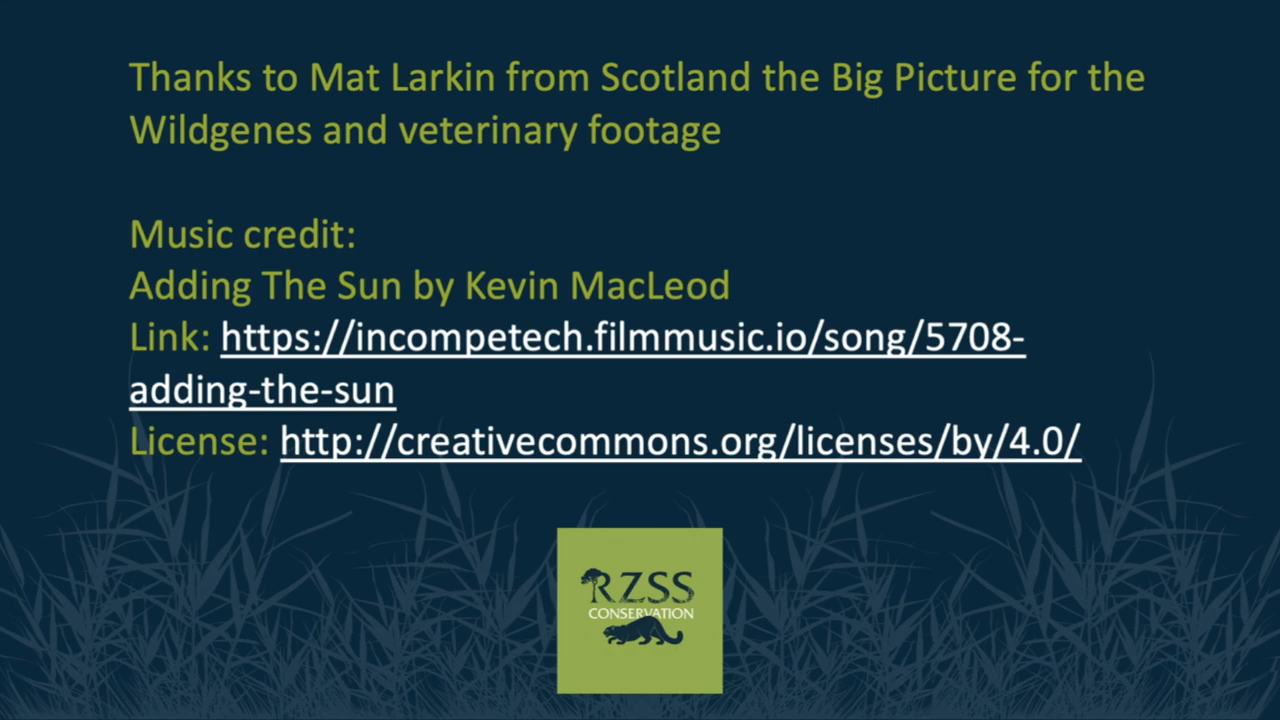 Thanks to Mat Larkin from Scotland the Big Picture for the
Wildgenes and veterinary footage
Music credit:
Adding The Sun by Kevin MacLeod
Link: https://incompetech.filmmusic.io/song/5708-
adding-the-sun
License: http://creativecommons.org/licenses/by/4.0/
RZSS
CONSERVATION